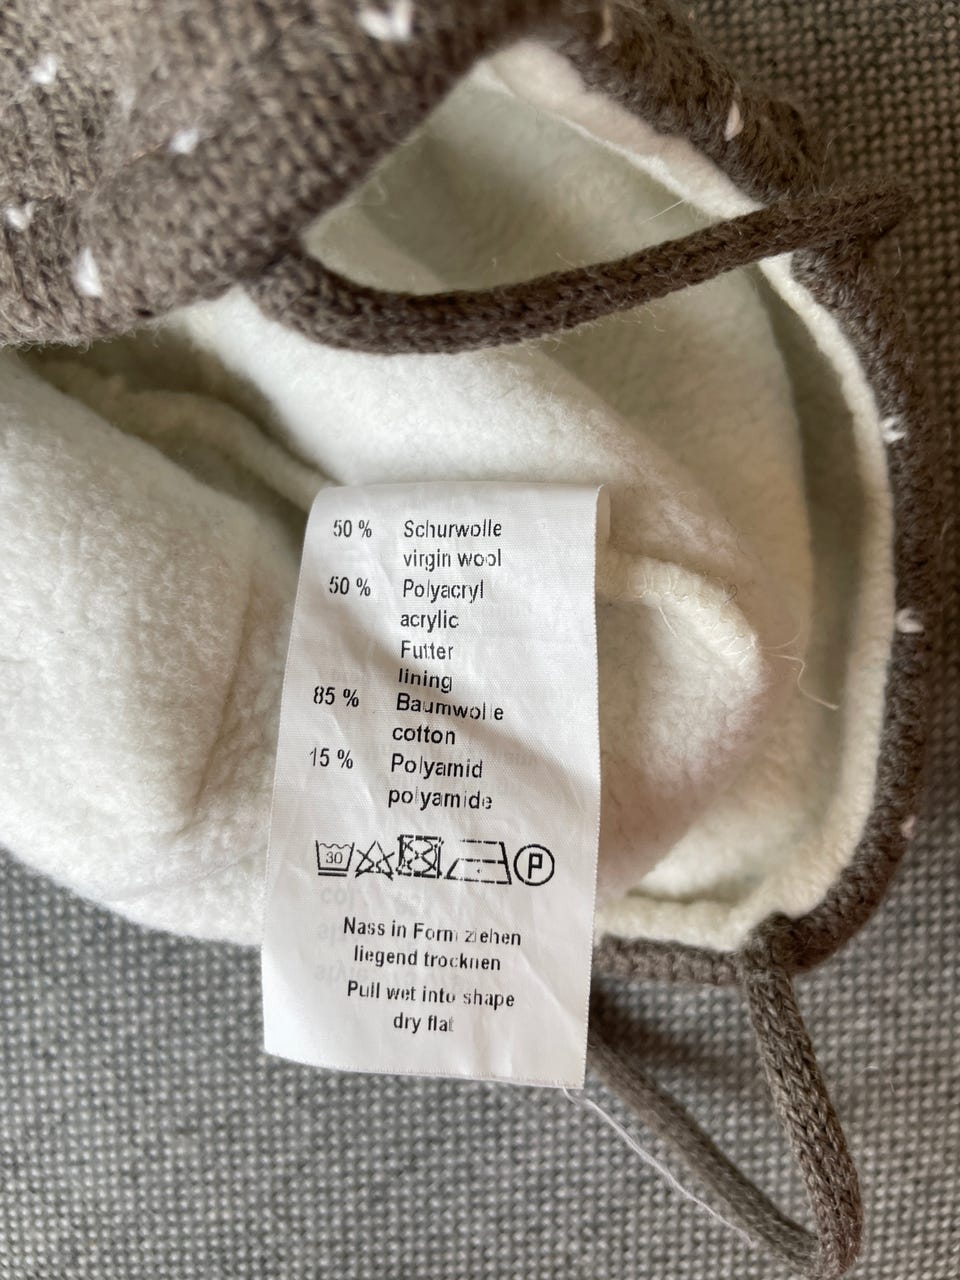 50 % Schurwolle
virgin wool
50 % Polyacryl
acrylic
Futter
lining
85 % Baumwolle
cotton
15 % Polyamid
polyamide
30 P
Nass in Form ziehen
liegend trocknen
Pull wet into shape
dry flat